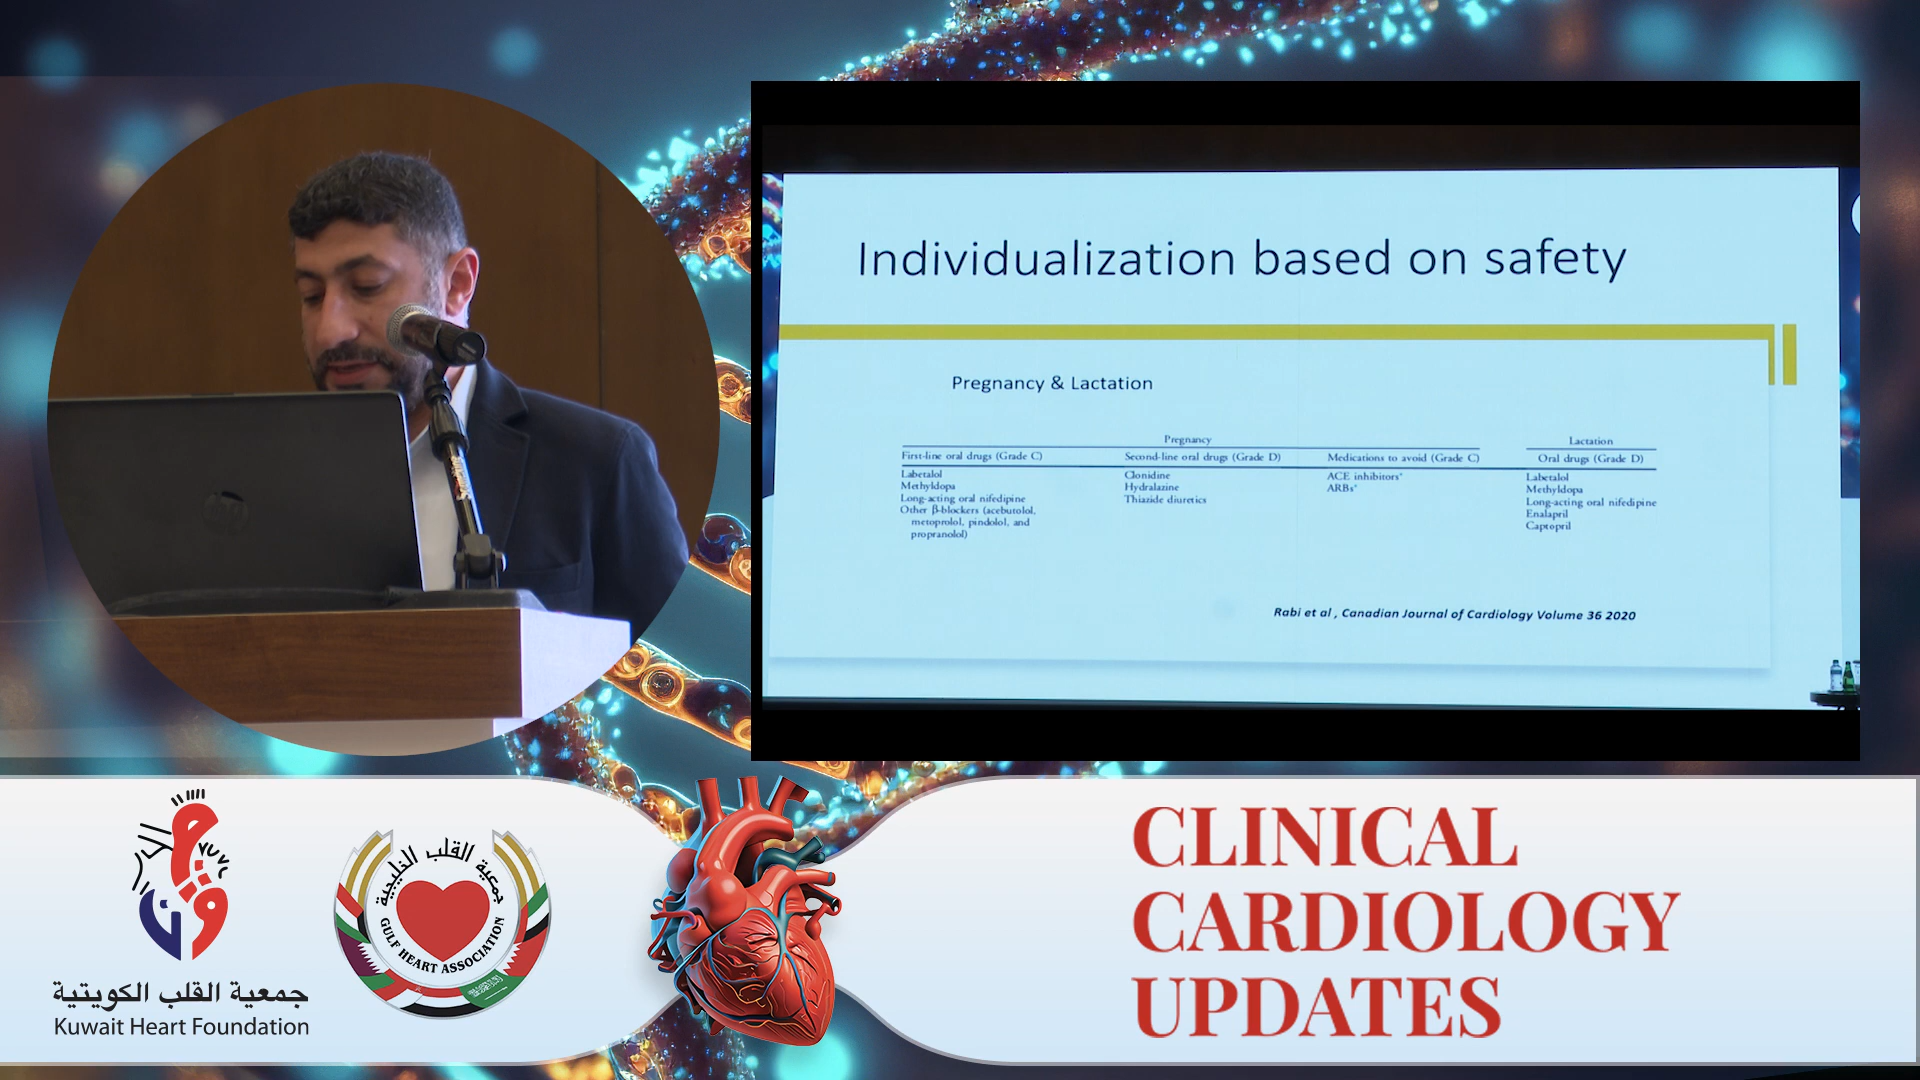 Individualization based on safety
Pregnancy & Lactation
Pregnancy
Lactation
First-line oral drugs (Grade C)
Second-line oral drugs (Grade D)
Medications to avoid (Grade C)
Oral drugs (Grade D)
Labetalol
Methyldopa
Long-acting oral nifedipine
Other β-blockers (acebutolol,
metoprolol, pindolol, and
propranolol)
Clonidine
Hydralazine
Thiazide diuretics
ACE inhibitors*
ARBs*
Labetalol
Methyldopa
Long-acting oral nifedipine
Enalapril
Captopril
Rabi et al , Canadian Journal of Cardiology Volume 36 2020
جمعية القلب الكويتية
Kuwait Heart Foundation
جمعية القلب الخليجية
GULF HEART ASSOCIATION
CLINICAL
CARDIOLOGY
UPDATES